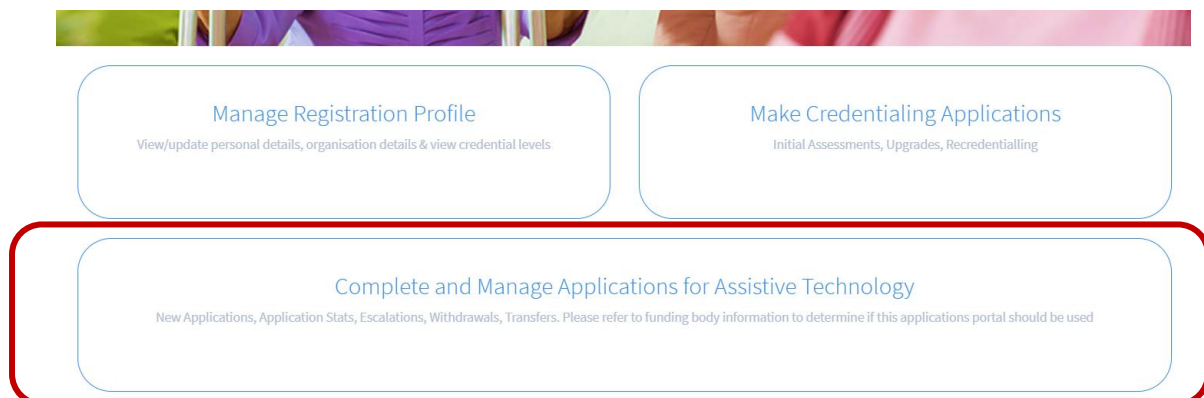 Manage Registration Profile
View/update personal details, organisation details & view credential levels
Make Credentialing Applications
Initial Assessments, Upgrades, Recredentialling
Complete and Manage Applications for Assistive Technology
New Applications, Application Stats, Escalations, Withdrawals, Transfers. Please refer to funding body information to determine if this applications portal should be used